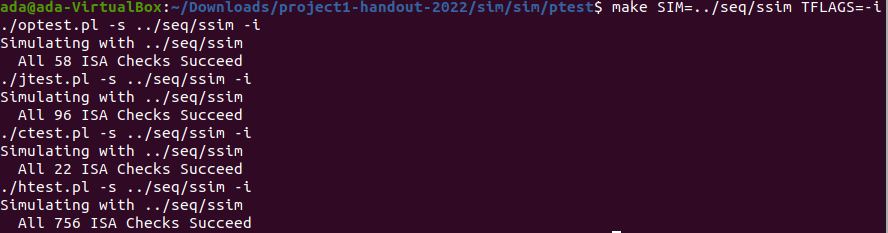 ada@ada-VirtualBox:~/Downloads/project1-handout-2022/sim/sim/ptest$ make SIM=../seq/ssim TFLAGS=-i
./optest.pl -s ../seq/ssim -i
Simulating with ../seq/ssim
  All 58 ISA Checks Succeed
./jtest.pl -s ../seq/ssim -i
Simulating with ../seq/ssim
  All 96 ISA Checks Succeed
./ctest.pl -s ../seq/ssim -i
Simulating with ../seq/ssim
  All 22 ISA Checks Succeed
./htest.pl -s ../seq/ssim -i
Simulating with ../seq/ssim
  All 756 ISA Checks Succeed